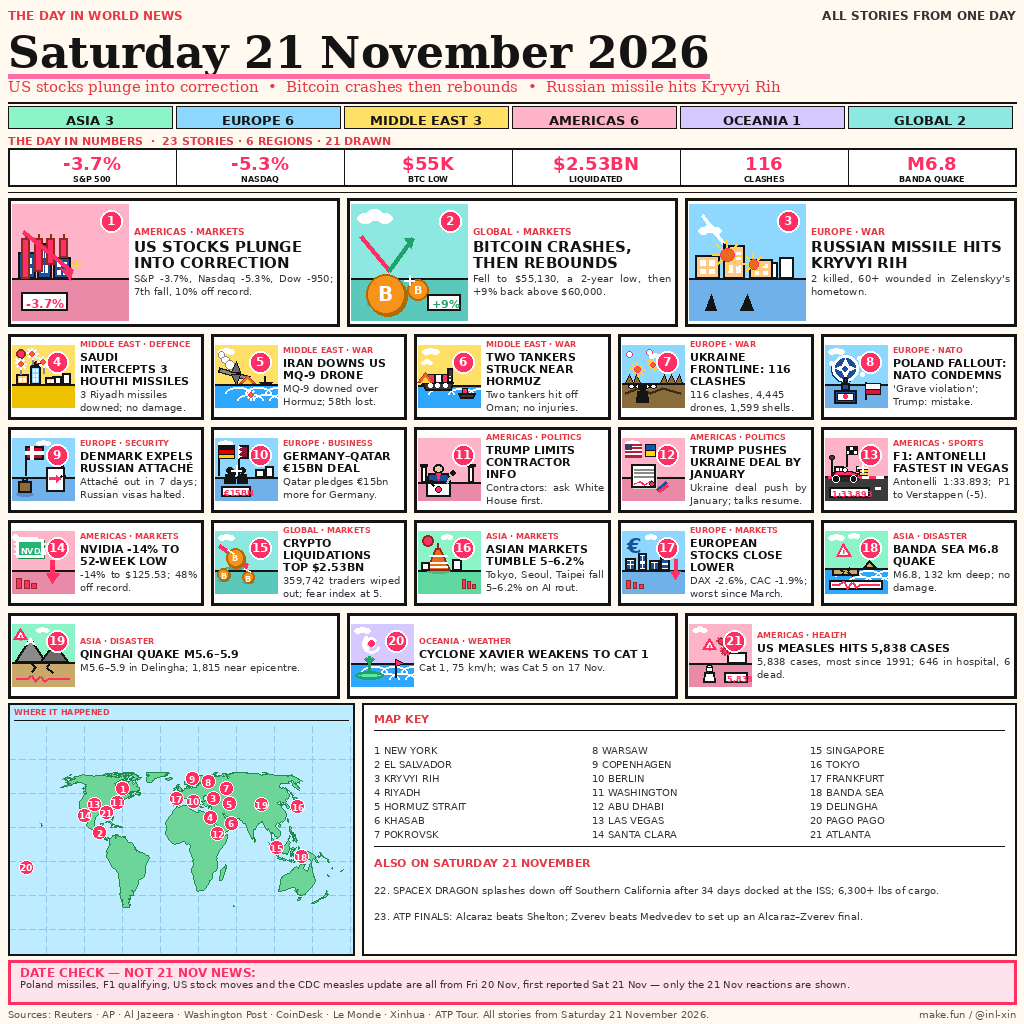 THE DAY IN WORLD NEWS
ALL STORIES FROM ONE DAY
Saturday 21 November 2026
US stocks plunge into correction • Bitcoin crashes then rebounds • Russian missile hits Kryvyi Rih
ASIA 3
EUROPE 6
MIDDLE EAST 3
AMERICAS 6
OCEANIA 1
GLOBAL 2
THE DAY IN NUMBERS · 23 STORIES · 6 REGIONS · 21 DRAWN
-3.7%
S&P 500
-5.3%
NASDAQ
$55K
BTC LOW
$2.53BN
LIQUIDATED
116
CLASHES
M6.8
BANDA QUAKE
1
-3.7%
AMERICAS · MARKETS
US STOCKS PLUNGE
INTO CORRECTION
S&P -3.7%, Nasdaq -5.3%, Dow -950;
7th fall, 10% off record.
2
B
B
+9%
GLOBAL · MARKETS
BITCOIN CRASHES,
THEN REBOUNDS
Fell to $55,130, a 2-year low, then
+9% back above $60,000.
3
EUROPE · WAR
RUSSIAN MISSILE HITS
KRYVYI RIH
2 killed, 60+ wounded in Zelenskyy's
hometown.
4
MIDDLE EAST · DEFENCE
SAUDI
INTERCEPTS 3
HOUTHI MISSILES
3 Riyadh missiles
downed; no damage.
5
MIDDLE EAST · WAR
IRAN DOWNS US
MQ-9 DRONE
MQ-9 downed over
Hormuz; 58th lost.
6
MIDDLE EAST · WAR
TWO TANKERS
STRUCK NEAR
HORMUZ
Two tankers hit off
Oman; no injuries.
7
EUROPE · WAR
UKRAINE
FRONTLINE: 116
CLASHES
116 clashes, 4,445
drones, 1,599 shells.
8
EUROPE · NATO
POLAND FALLOUT:
NATO CONDEMNS
'Grave violation';
Trump: mistake.
9
EUROPE · SECURITY
DENMARK EXPELS
RUSSIAN ATTACHÉ
Attaché out in 7 days;
Russian visas halted.
10
€15BN
EUROPE · BUSINESS
GERMANY–QATAR
€15BN DEAL
Qatar pledges €15bn
more for Germany.
11
AMERICAS · POLITICS
TRUMP LIMITS
CONTRACTOR
INFO
Contractors: ask White
House first.
12
AMERICAS · POLITICS
TRUMP PUSHES
UKRAINE DEAL BY
JANUARY
Ukraine deal push by
January; talks resume.
13
1:33.893
AMERICAS · SPORTS
F1: ANTONELLI
FASTEST IN VEGAS
Antonelli 1:33.893; P1
to Verstappen (-5).
14
AMERICAS · MARKETS
NVIDIA -14% TO
52-WEEK LOW
-14% to $125.53; 48%
off record.
15
B
B
B
GLOBAL · MARKETS
CRYPTO
LIQUIDATIONS
TOP $2.53BN
359,742 traders wiped
out; fear index at 5.
16
ASIA · MARKETS
ASIAN MARKETS
TUMBLE 5–6.2%
Tokyo, Seoul, Taipei fall
5–6.2% on AI rout.
€
17
EUROPE · MARKETS
EUROPEAN
STOCKS CLOSE
LOWER
DAX -2.6%, CAC -1.9%;
worst since March.
18
ASIA · DISASTER
BANDA SEA M6.8
QUAKE
M6.8, 132 km deep; no
damage.
19
ASIA · DISASTER
QINGHAI QUAKE M5.6–5.9
M5.6–5.9 in Delingha; 1,815 near epicentre.
20
OCEANIA · WEATHER
CYCLONE XAVIER WEAKENS TO CAT 1
Cat 1, 75 km/h; was Cat 5 on 17 Nov.
21
AMERICAS · HEALTH
US MEASLES HITS 5,838 CASES
5,838 cases, most since 1991; 646 in hospital, 6
dead.
WHERE IT HAPPENED
9
8
1
7
17
10
3
5
13
11
19
16
14
21
4
6
2
12
15
18
20
MAP KEY
1 NEW YORK
2 EL SALVADOR
3 KRYVYI RIH
4 RIYADH
5 HORMUZ STRAIT
6 KHASAB
7 POKROVSK
8 WARSAW
9 COPENHAGEN
10 BERLIN
11 WASHINGTON
12 ABU DHABI
13 LAS VEGAS
14 SANTA CLARA
15 SINGAPORE
16 TOKYO
17 FRANKFURT
18 BANDA SEA
19 DELINGHA
20 PAGO PAGO
21 ATLANTA
ALSO ON SATURDAY 21 NOVEMBER
22. SPACEX DRAGON splashes down off Southern California after 34 days docked at the ISS; 6,300+ lbs of cargo.
23. ATP FINALS: Alcaraz beats Shelton; Zverev beats Medvedev to set up an Alcaraz–Zverev final.
DATE CHECK — NOT 21 NOV NEWS:
Poland missiles, F1 qualifying, US stock moves and the CDC measles update are all from Fri 20 Nov, first reported Sat 21 Nov — only the 21 Nov reactions are shown.
Sources: Reuters · AP · Al Jazeera · Washington Post · CoinDesk · Le Monde · Xinhua · ATP Tour. All stories from Saturday 21 November 2026.
make.fun / @inl-xin